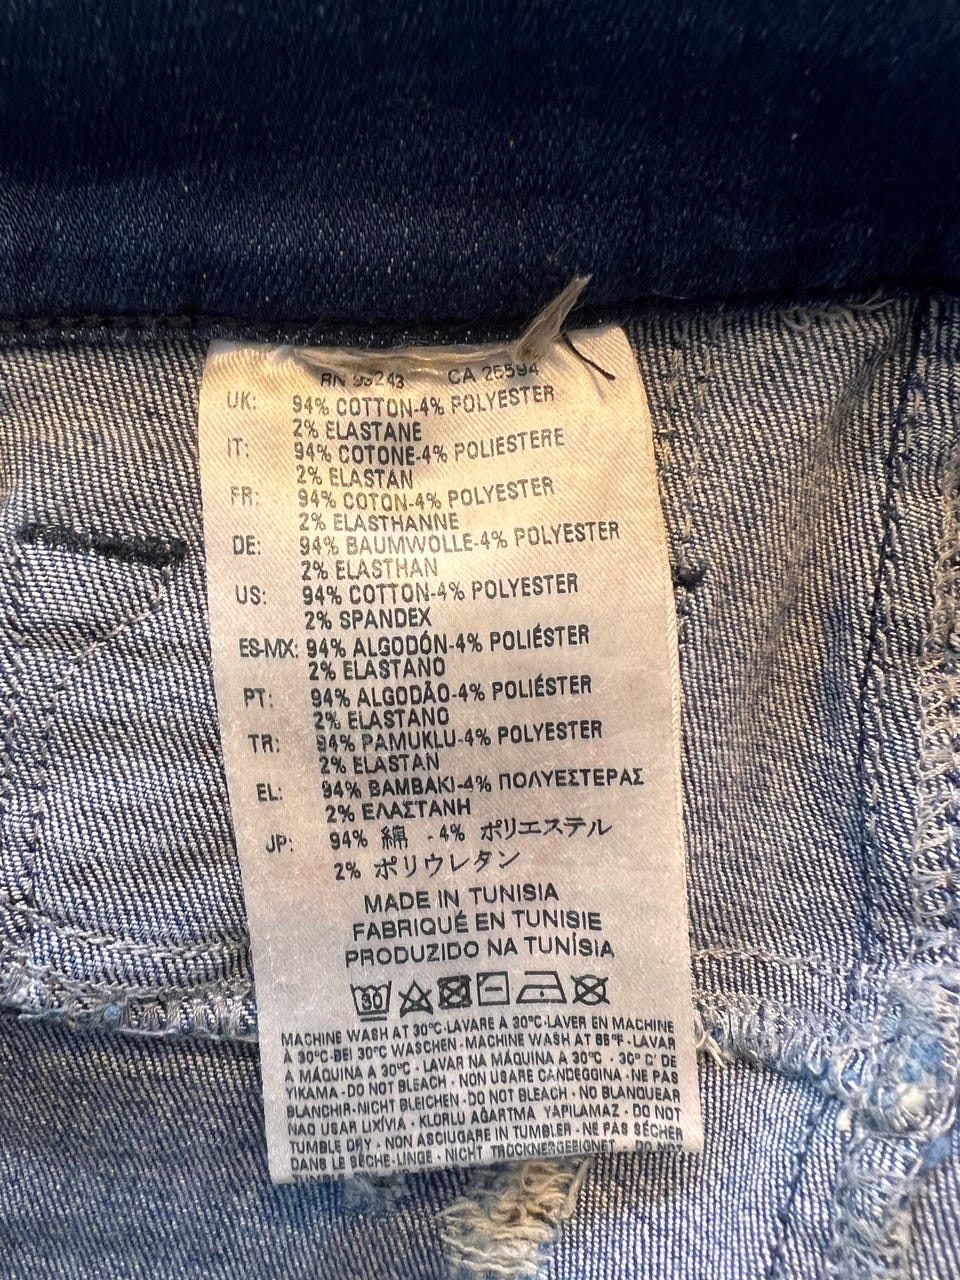 RN 93243 CA 25594
UK: 94% COTTON-4% POLYESTER
2% ELASTANE
IT: 94% COTONE-4% POLIESTERE
2% ELASTAN
FR: 94% COTON-4% POLYESTER
2% ELASTHANNE
DE: 94% BAUMWOLLE-4% POLYESTER
2% ELASTHAN
US: 94% COTTON-4% POLYESTER
2% SPANDEX
ES-MX: 94% ALGODÓN-4% POLIÉSTER
2% ELASTANO
PT: 94% ALGODÃO-4% POLIÉSTER
2% ELASTANO
TR: 94% PAMUKLU-4% POLYESTER
2% ELASTAN
EL: 94% ΒΑΜΒΑΚΙ-4% ΠΟΛΥΕΣΤΕΡΑΣ
2% ΕΛΑΣΤΑΝΗ
JP: 94% 綿 -4% ポリエステル
2% ポリウレタン
MADE IN TUNISIA
FABRIQUÉ EN TUNISIE
PRODUZIDO NA TUNÍSIA
30
MACHINE WASH AT 30°C·LAVARE A 30°C·LAVER EN MACHINE
À 30°C·BEI 30°C WASCHEN·MACHINE WASH AT 86°F·LAVAR
A MÁQUINA A 30°C · LAVAR NA MÁQUINA A 30°C · 30° C' DE
YIKAMA·DO NOT BLEACH · NON USARE CANDEGGINA·NE PAS
BLANCHIR·NICHT BLEICHEN·DO NOT BLEACH·NO BLANQUEAR
NAO USAR LIXÍVIA · KLORLU AĞARTMA YAPILAMAZ · DO NOT
TUMBLE DRY · NON ASCIUGARE IN TUMBLER·NE PAS SÉCHER
DANS LE SÈCHE-LINGE · NICHT TROCKNERGEEIGNET · DO NOT